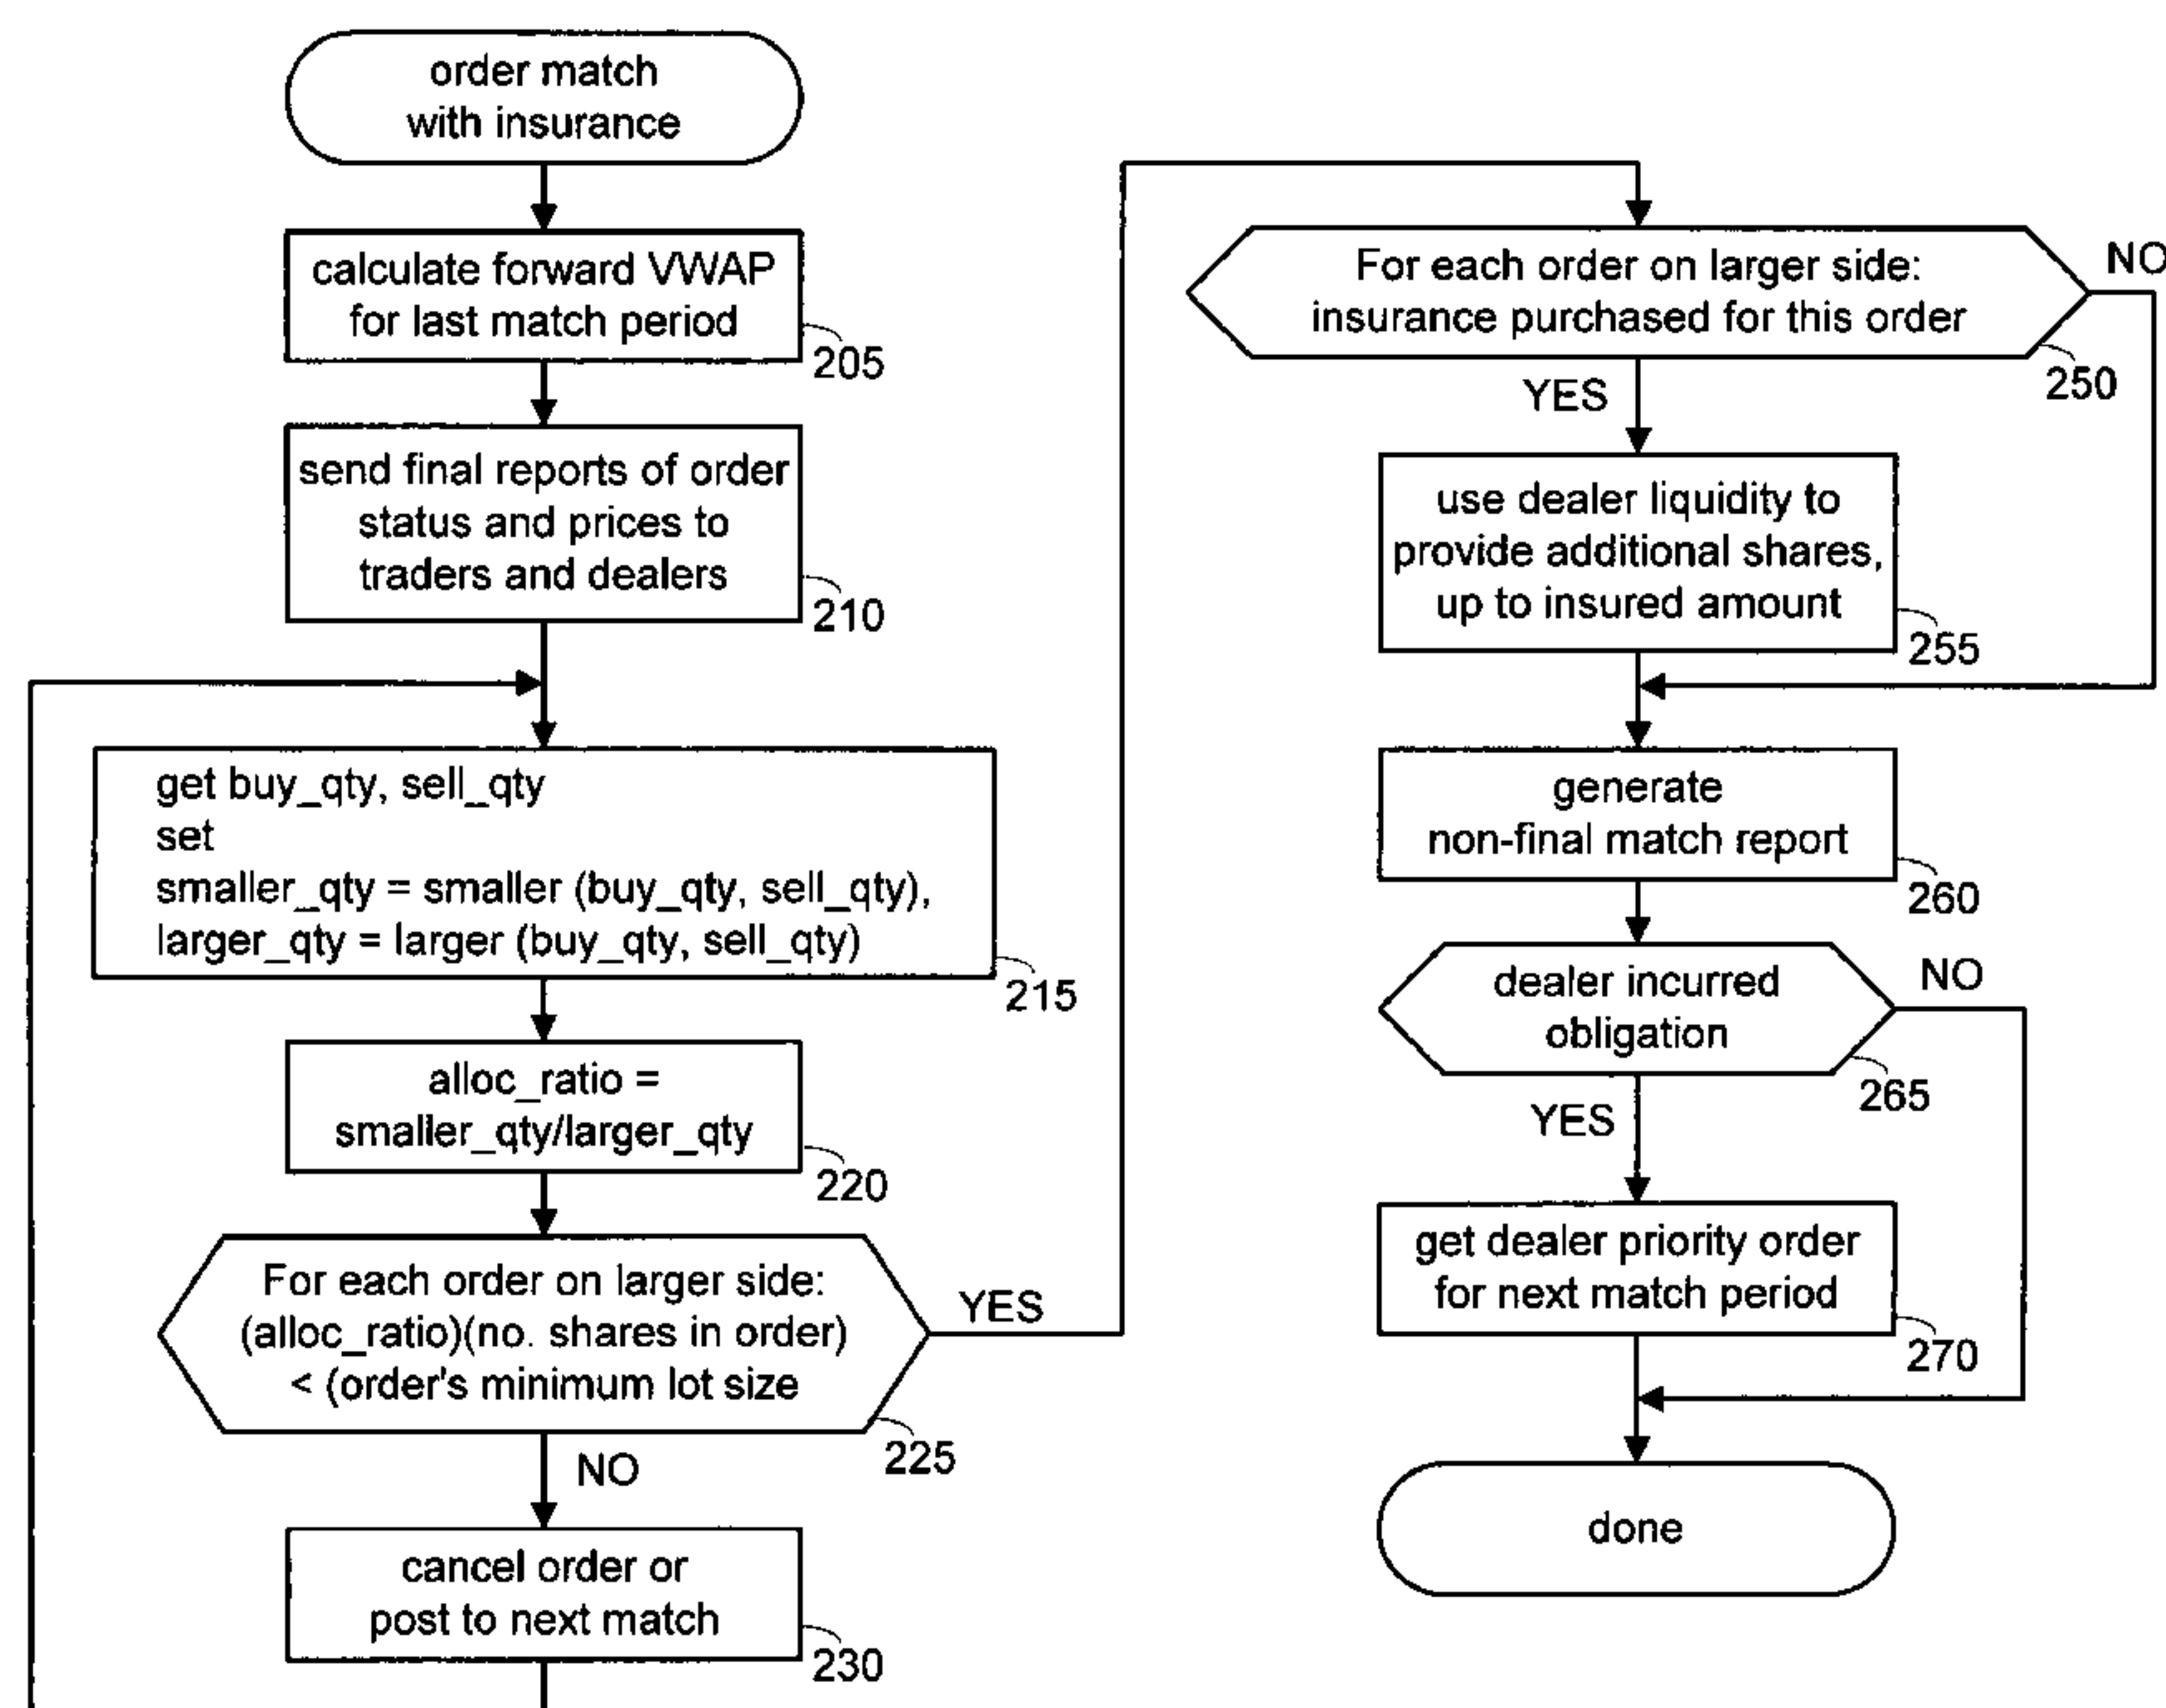 order match
with insurance
calculate forward VWAP
for last match period
205
send final reports of order
status and prices to
traders and dealers
210
get buy_qty, sell_qty
set
smaller_qty = smaller (buy_qty, sell_qty),
larger_qty = larger (buy_qty, sell_qty)
215
alloc_ratio =
smaller_qty/larger_qty
220
For each order on larger side:
(alloc_ratio)(no. shares in order)
< (order's minimum lot size
225
YES
NO
cancel order or
post to next match
230
For each order on larger side:
insurance purchased for this order
250
NO
YES
use dealer liquidity to
provide additional shares,
up to insured amount
255
generate
non-final match report
260
dealer incurred
obligation
265
NO
YES
get dealer priority order
for next match period
270
done